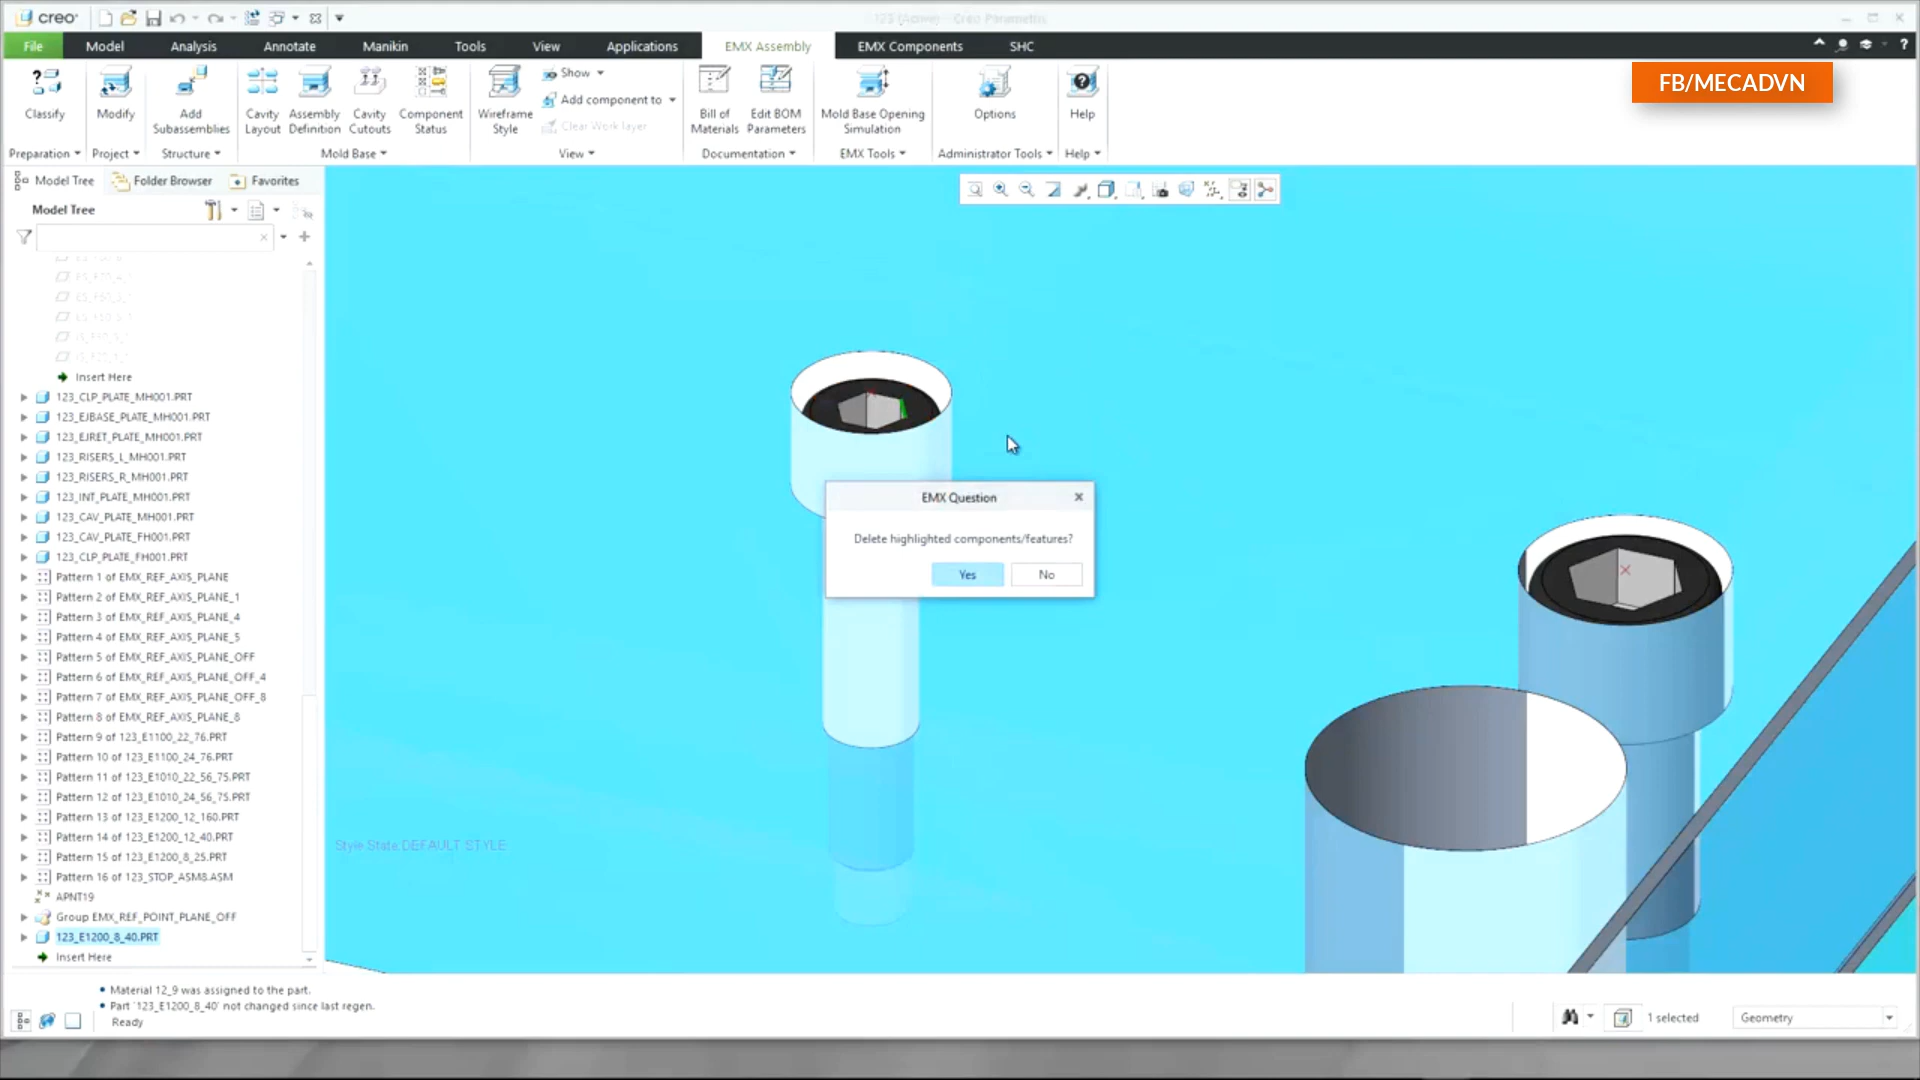 creo
123 (Active) - Creo Parametric
File
Model
Analysis
Annotate
Manikin
Tools
View
Applications
EMX Assembly
EMX Components
SHC
FB/MECADVN
Classify
Modify
Add Subassemblies
Cavity Layout
Assembly Definition
Cavity Cutouts
Component Status
Wireframe Style
Show
Add component to
Clear Work layer
Bill of Materials
Edit BOM Parameters
Mold Base Opening Simulation
Options
Help
Preparation
Project
Structure
Mold Base
View
Documentation
EMX Tools
Administrator Tools
Help
Model Tree
Folder Browser
Favorites
Model Tree
Insert Here
123_CLP_PLATE_MH001.PRT
123_EJBASE_PLATE_MH001.PRT
123_EJRET_PLATE_MH001.PRT
123_RISERS_L_MH001.PRT
123_RISERS_R_MH001.PRT
123_INT_PLATE_MH001.PRT
123_CAV_PLATE_MH001.PRT
123_CAV_PLATE_FH001.PRT
123_CLP_PLATE_FH001.PRT
Pattern 1 of EMX_REF_AXIS_PLANE
Pattern 2 of EMX_REF_AXIS_PLANE_1
Pattern 3 of EMX_REF_AXIS_PLANE_4
Pattern 4 of EMX_REF_AXIS_PLANE_5
Pattern 5 of EMX_REF_AXIS_PLANE_OFF
Pattern 6 of EMX_REF_AXIS_PLANE_OFF_4
Pattern 7 of EMX_REF_AXIS_PLANE_OFF_8
Pattern 8 of EMX_REF_AXIS_PLANE_8
Pattern 9 of 123_E1100_22_76.PRT
Pattern 10 of 123_E1100_24_76.PRT
Pattern 11 of 123_E1010_22_56_75.PRT
Pattern 12 of 123_E1010_24_56_75.PRT
Pattern 13 of 123_E1200_12_160.PRT
Pattern 14 of 123_E1200_12_40.PRT
Pattern 15 of 123_E1200_8_25.PRT
Pattern 16 of 123_STOP_ASM8.ASM
APNT19
Group EMX_REF_POINT_PLANE_OFF
123_E1200_8_40.PRT
Insert Here
EMX Question
Delete highlighted components/features?
Yes
No
Style State:DEFAULT STYLE
• Material 12_9 was assigned to the part.
• Part '123_E1200_8_40' not changed since last regen.
Ready
1 selected
Geometry